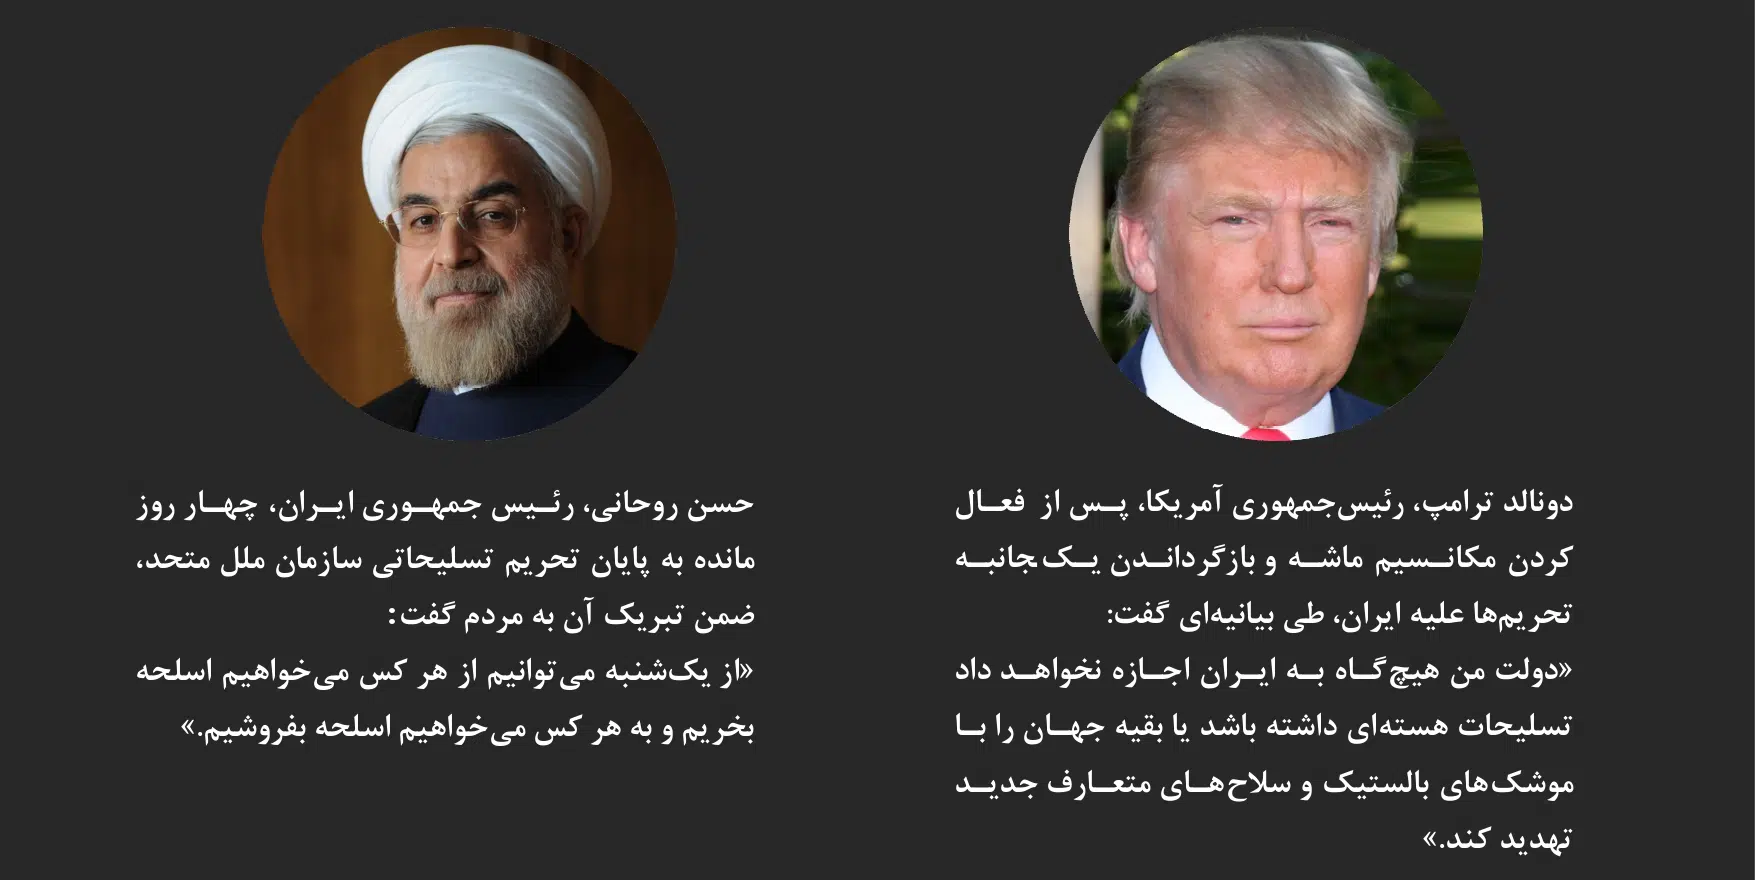 دونالد ترامپ، رئیس‌جمهوری آمریکا، پس از فعال
کردن مکانسیم ماشه و بازگرداندن یک‌جانبه
تحریم‌ها علیه ایران، طی بیانیه‌ای گفت:
«دولت من هیچ‌گاه به ایران اجازه نخواهد داد
تسلیحات هسته‌ای داشته باشد یا بقیه جهان را با
موشک‌های بالستیک و سلاح‌های متعارف جدید
تهدید کند.»
حسن روحانی، رئیس جمهوری ایران، چهار روز
مانده به پایان تحریم تسلیحاتی سازمان ملل متحد،
ضمن تبریک آن به مردم گفت:
«از یک‌شنبه می‌توانیم از هر کس می‌خواهیم اسلحه
بخریم و به هر کس می‌خواهیم اسلحه بفروشیم.»